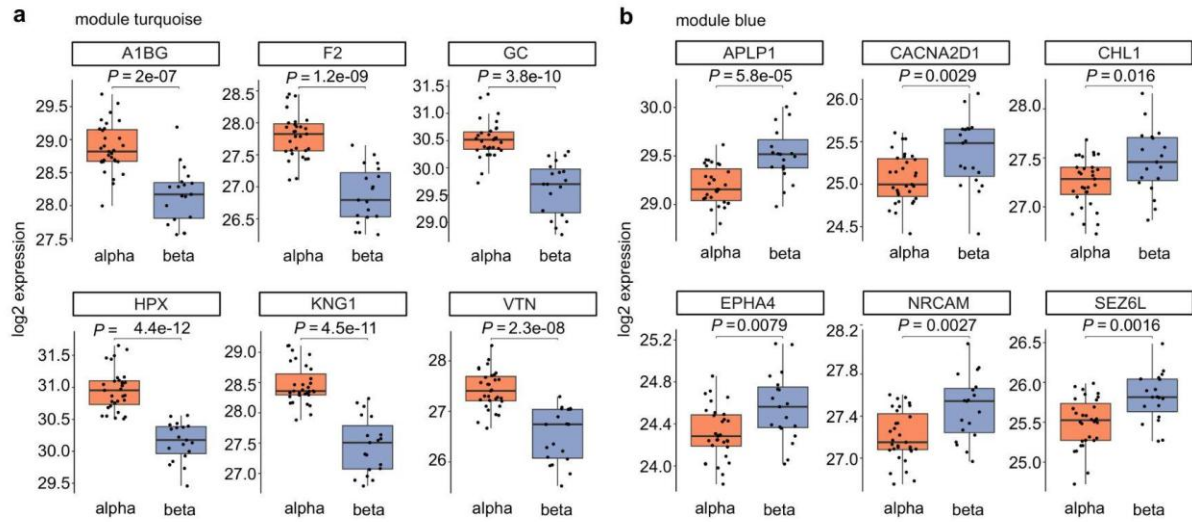 a
module turquoise
b
module blue
A1BG F2 GC
P = 2e-07 P = 1.2e-09 P = 3.8e-10
29.5
29.0
28.5
28.0
27.5
28.5
28.0
27.5
27.0
26.5
31.5
31.0
30.5
30.0
29.5
29.0
alpha beta alpha beta alpha beta
APLP1 CACNA2D1 CHL1
P = 5.8e-05 P = 0.0029 P = 0.016
30.0
29.5
29.0
26.0
25.5
25.0
24.5
28.0
27.5
27.0
alpha beta alpha beta alpha beta
log2 expression
log2 expression
HPX KNG1 VTN
P = 4.4e-12 P = 4.5e-11 P = 2.3e-08
31.5
31.0
30.5
30.0
29.5
29.0
28.5
28.0
27.5
27.0
28
27
26
alpha beta alpha beta alpha beta
EPHA4 NRCAM SEZ6L
P = 0.0079 P = 0.0027 P = 0.0016
25.2
24.8
24.4
24.0
28.2
27.8
27.4
27.0
26.5
26.0
25.5
25.0
alpha beta alpha beta alpha beta